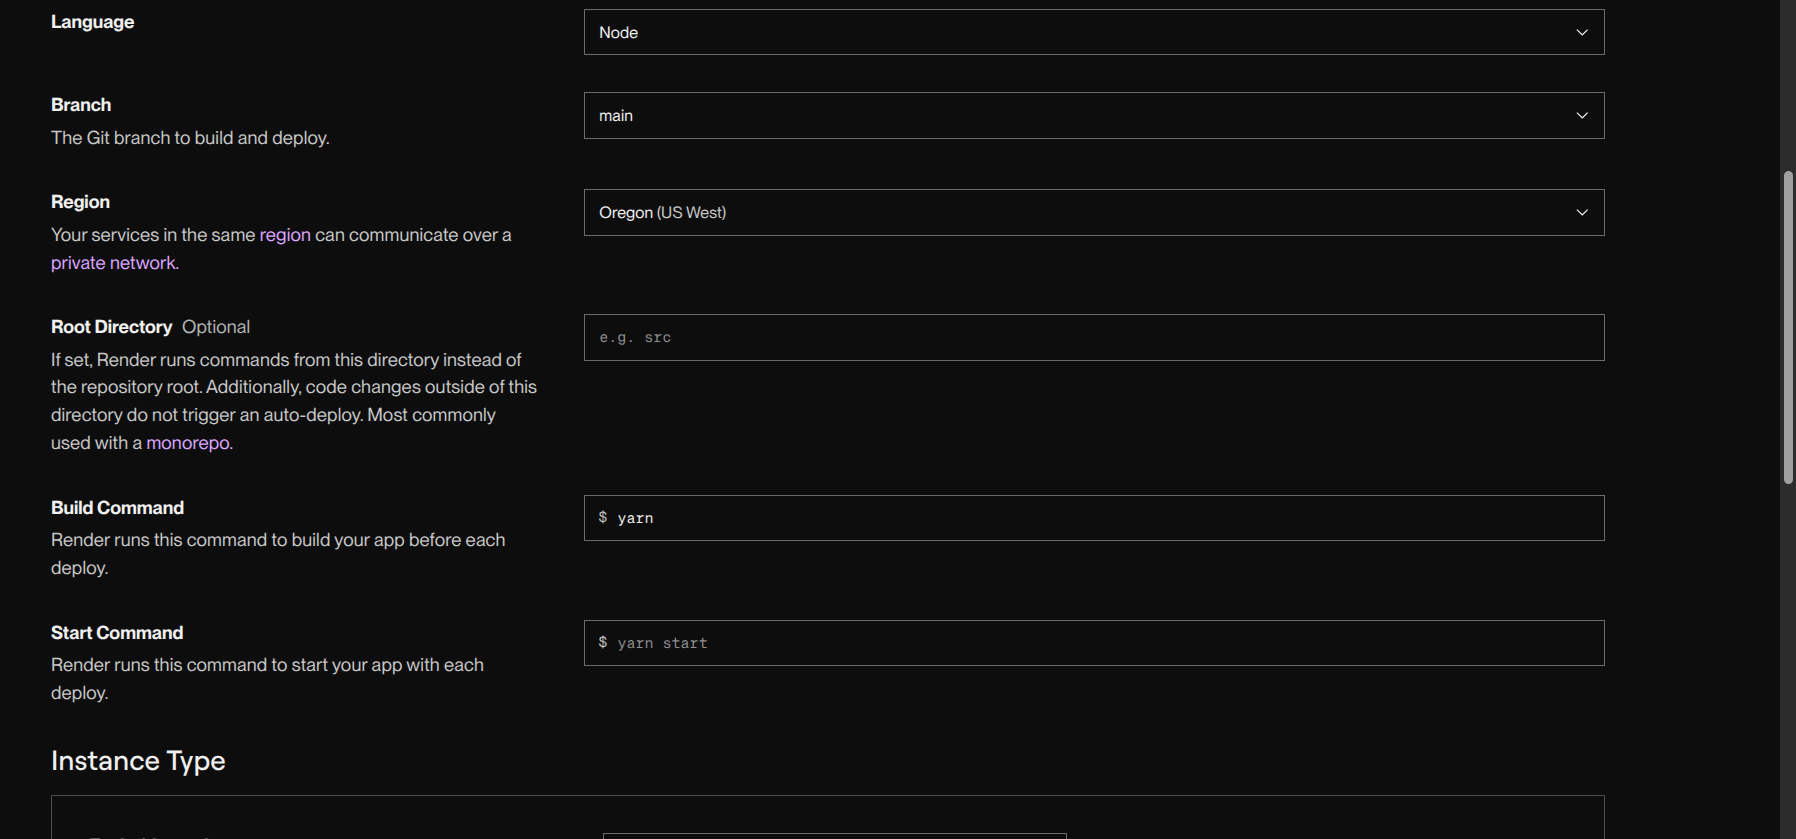 Language
Node
Branch
main
The Git branch to build and deploy.
Region
Oregon (US West)
Your services in the same region can communicate over a
private network.
Root Directory Optional
e.g. src
If set, Render runs commands from this directory instead of
the repository root. Additionally, code changes outside of this
directory do not trigger an auto-deploy. Most commonly
used with a monorepo.
Build Command
$ yarn
Render runs this command to build your app before each
deploy.
Start Command
$ yarn start
Render runs this command to start your app with each
deploy.
Instance Type